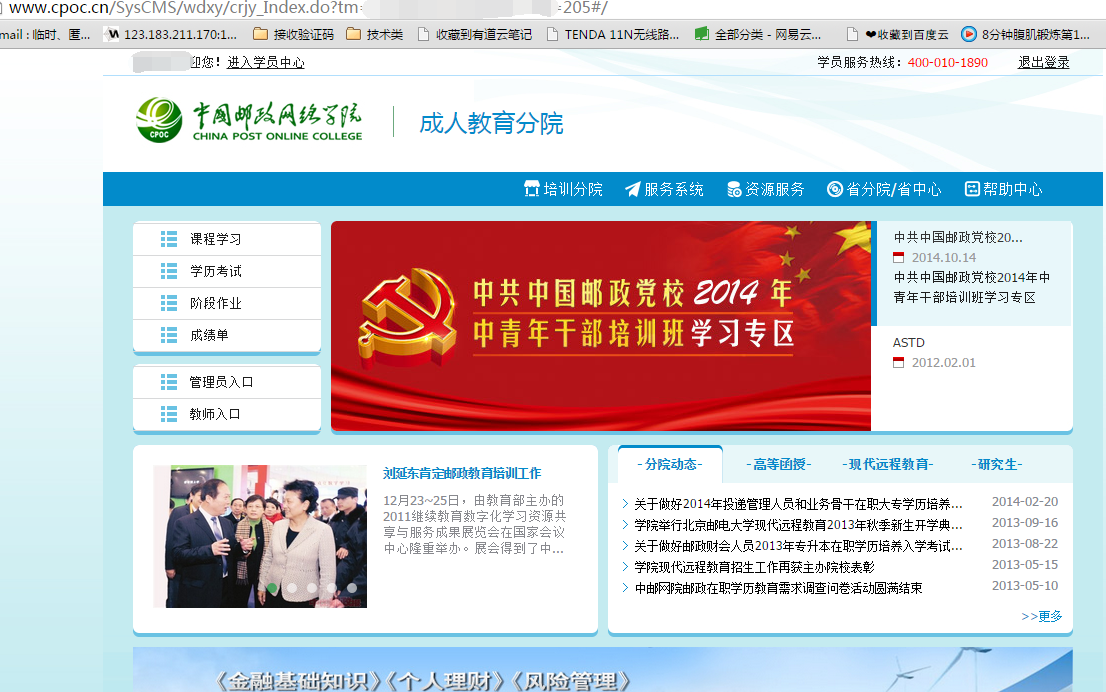 www.cpoc.cn/SysCMS/wdxy/crjy_Index.do?tm= =205#/
mail : 临时、匿... 123.183.211.170:1... 接收验证码 技术类 收藏到有道云笔记 TENDA 11N无线路... 全部分类 - 网易云... ❤收藏到百度云 8分钟腹肌锻炼第1...
迎您！进入学员中心 学员服务热线：400-010-1890 退出登录
中国邮政网络学院
CHINA POST ONLINE COLLEGE
CPOC
成人教育分院
培训分院 服务系统 资源服务 省分院/省中心 帮助中心
课程学习
学历考试
阶段作业
成绩单
管理员入口
教师入口
中共中国邮政党校2014年
中青年干部培训班学习专区
中共中国邮政党校20...
2014.10.14
中共中国邮政党校2014年中
青年干部培训班学习专区
ASTD
2012.02.01
刘延东肯定邮政教育培训工作
12月23~25日，由教育部主办的
2011继续教育数字化学习资源共
享与服务成果展览会在国家会议
中心隆重举办。展会得到了中...
-分院动态- -高等函授- -现代远程教育- -研究生-
关于做好2014年投递管理人员和业务骨干在职大专学历培养... 2014-02-20
学院举行北京邮电大学现代远程教育2013年秋季新生开学典... 2013-09-16
关于做好邮政财会人员2013年专升本在职学历培养入学考试... 2013-08-22
学院现代远程教育招生工作再获主办院校表彰 2013-05-15
中邮网院邮政在职学历教育需求调查问卷活动圆满结束 2013-05-10
>>更多
《金融基础知识》《个人理财》《风险管理》